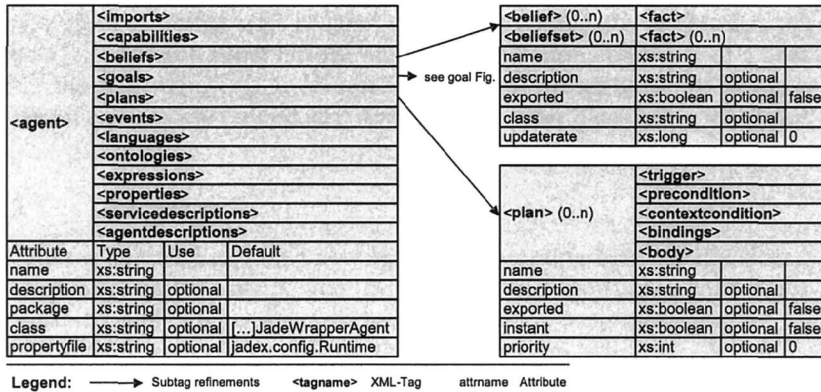 <agent>
<imports>
<capabilities>
<beliefs>
<goals>
<plans>
<events>
<languages>
<ontologies>
<expressions>
<properties>
<servicedescriptions>
<agentdescriptions>
Attribute Type Use Default
name xs:string
description xs:string optional
package xs:string optional
class xs:string optional [...]JadeWrapperAgent
propertyfile xs:string optional jadex.config.Runtime
see goal Fig.
<belief> (0..n) <fact>
<beliefset> (0..n) <fact> (0..n)
name xs:string
description xs:string optional
exported xs:boolean optional false
class xs:string optional
updaterate xs:long optional 0
<plan> (0..n)
<trigger>
<precondition>
<contextcondition>
<bindings>
<body>
name xs:string
description xs:string optional
exported xs:boolean optional false
instant xs:boolean optional false
priority xs:int optional 0
Legend: Subtag refinements <tagname> XML-Tag attrname Attribute